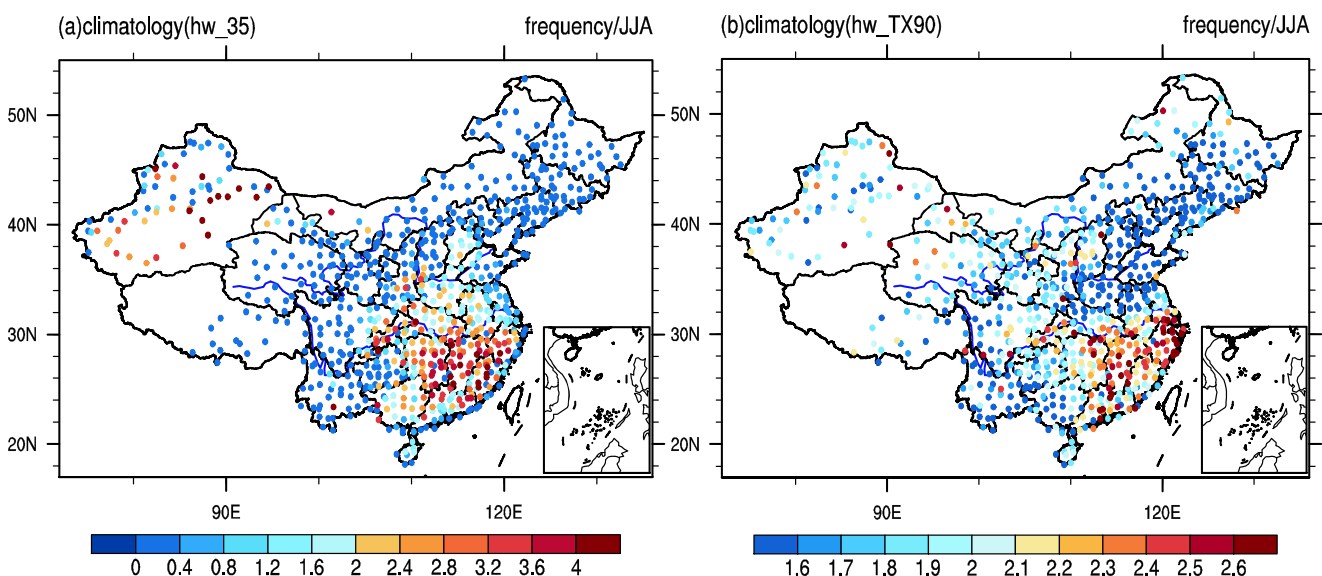 (a)climatology(hw_35) frequency/JJA
50N
40N
30N
20N
90E 120E
0 0.4 0.8 1.2 1.6 2 2.4 2.8 3.2 3.6 4
(b)climatology(hw_TX90) frequency/JJA
50N
40N
30N
20N
90E 120E
1.6 1.7 1.8 1.9 2 2.1 2.2 2.3 2.4 2.5 2.6